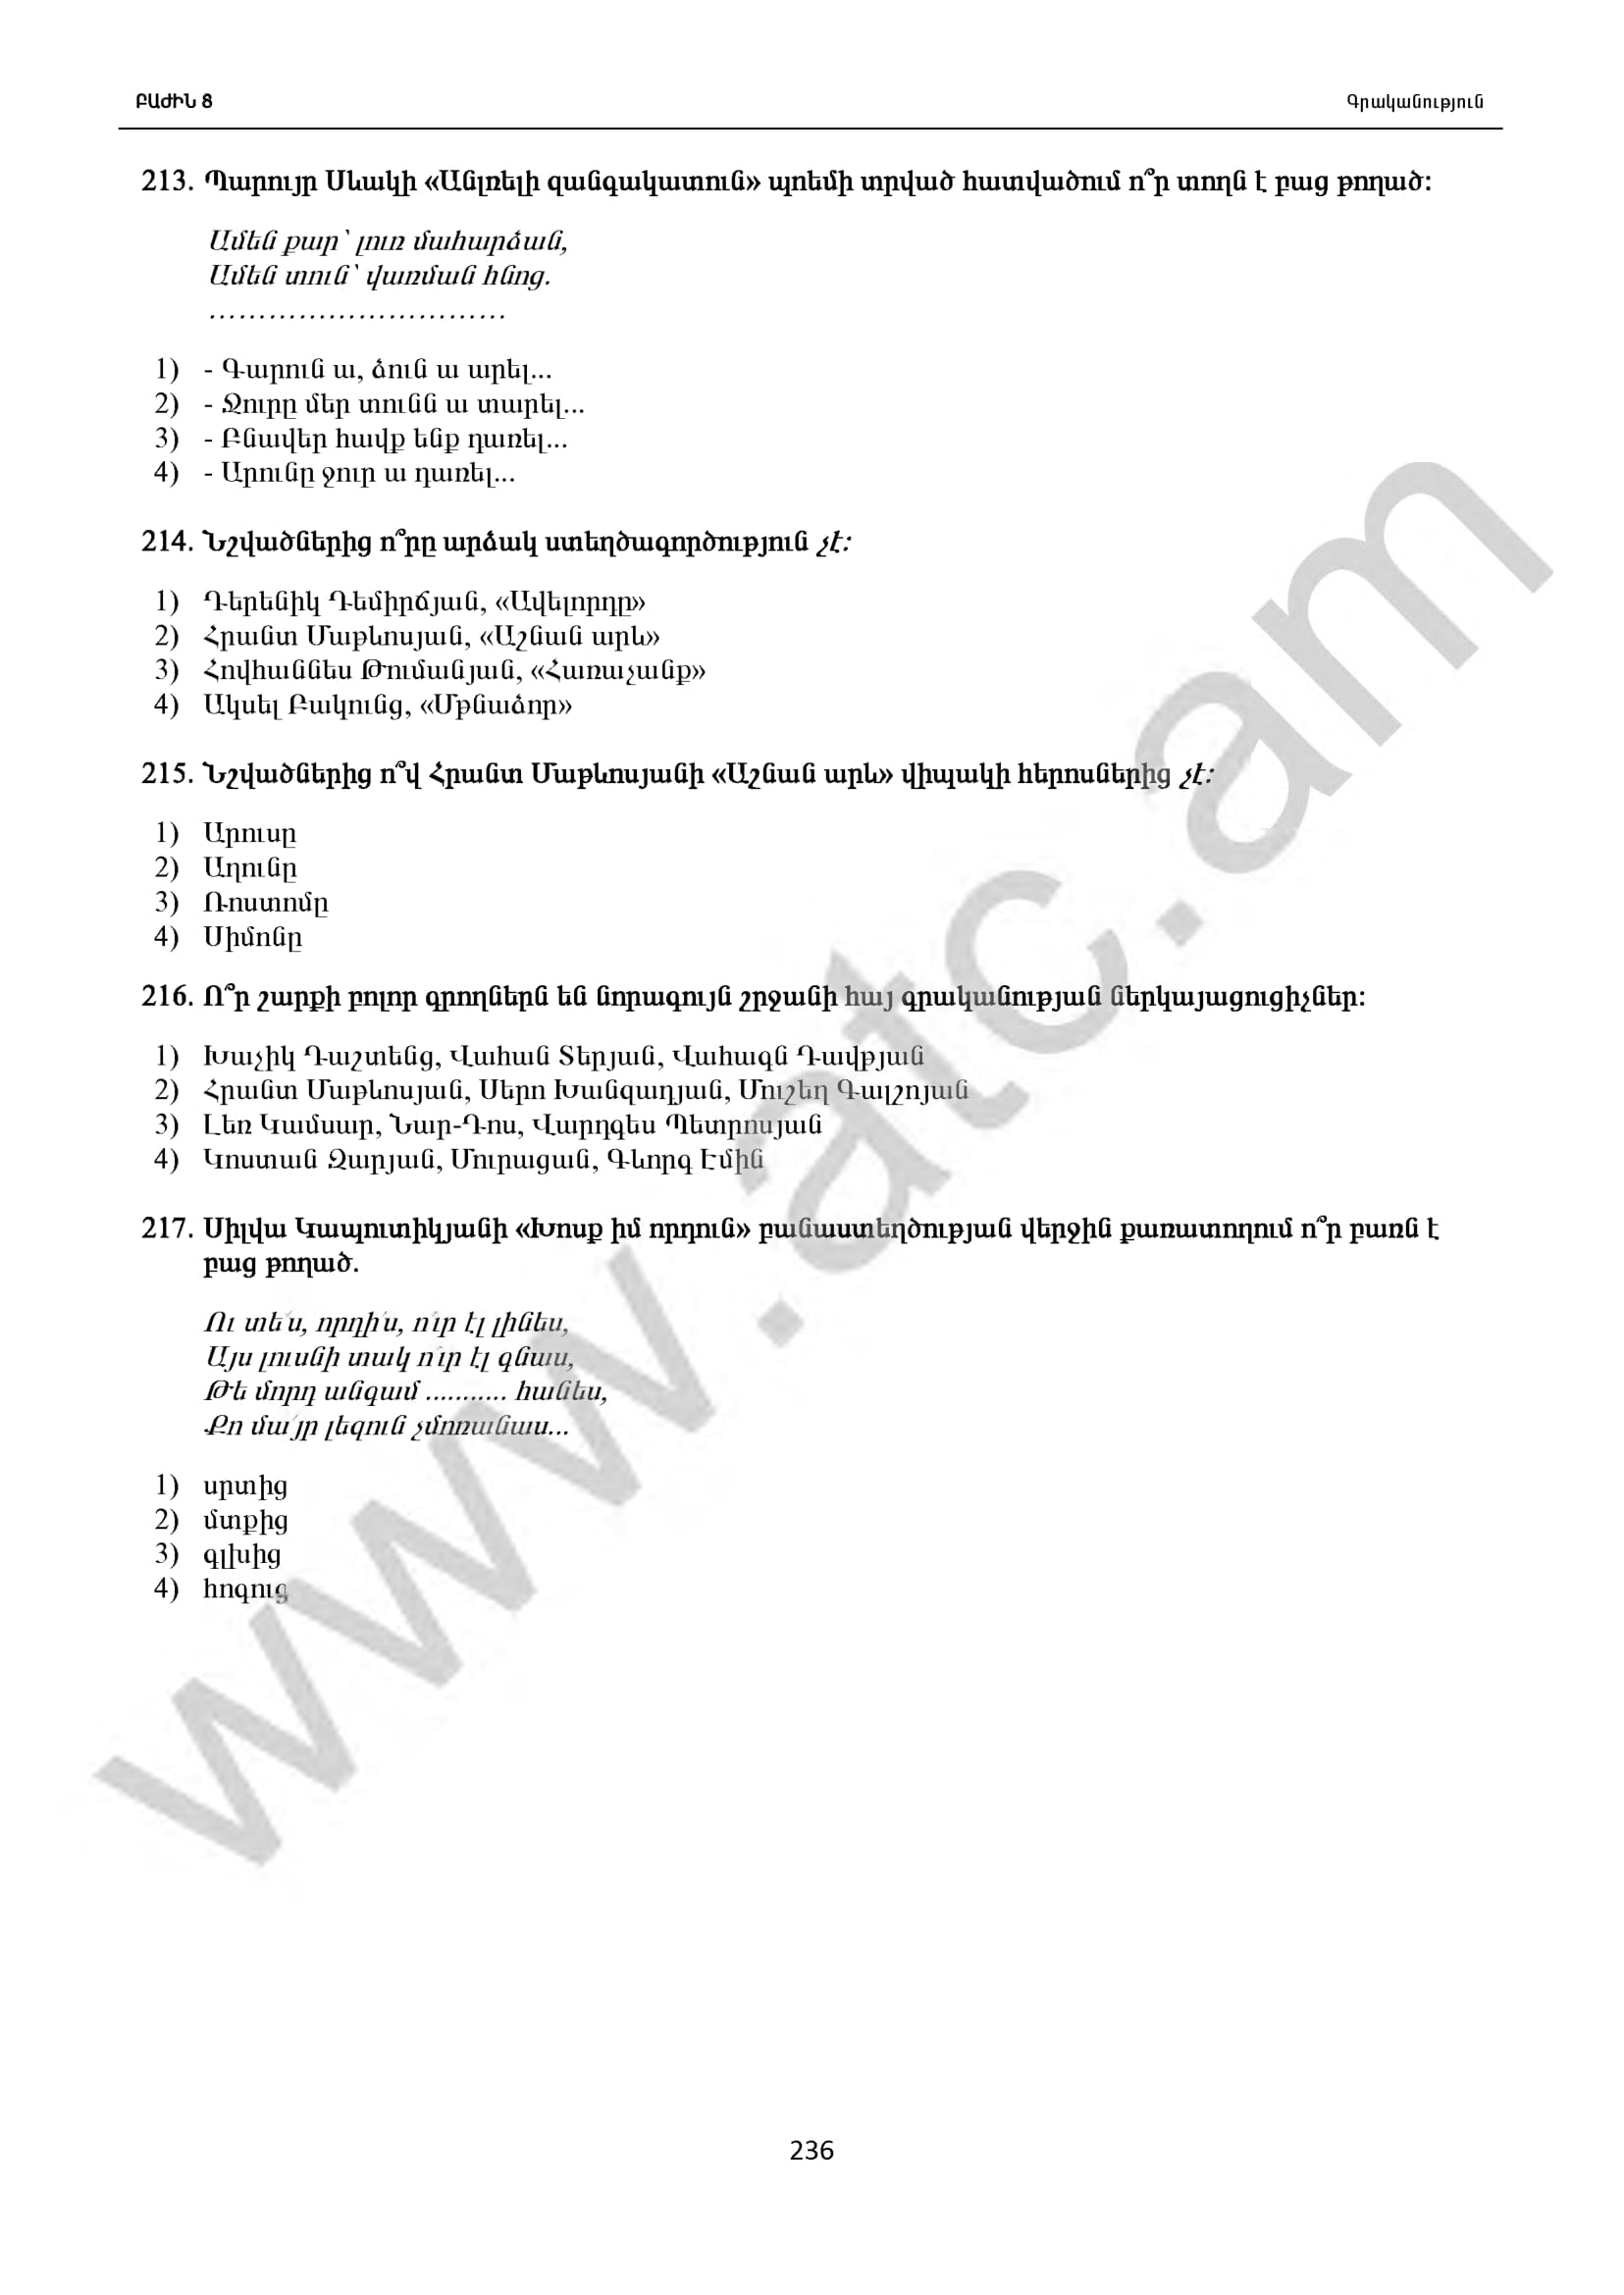 ԲԱԺԻՆ 8
Գրականություն
213. Պարույր Սևակի «Անլռելի զանգակատուն» պոեմի տրված հատվածում ո՞ր տողն է բաց թողած:
Ամեն քար՝ լուռ մահարձան,
Ամեն տուն՝ վառման հնոց.
..............................
1) - Գարուն ա, ձուն ա արել...
2) - Ջուրը մեր տունն ա տարել...
3) - Բնավեր հավք ենք դառել...
4) - Արունը ջուր ա դառել...
214. Նշվածներից ո՞րը արձակ ստեղծագործություն չէ:
1) Դերենիկ Դեմիրճյան, «Ավելորդը»
2) Հրանտ Մաթևոսյան, «Աշնան արև»
3) Հովհաննես Թումանյան, «Հառաչանք»
4) Ակսել Բակունց, «Մթնաձոր»
215. Նշվածներից ո՞վ Հրանտ Մաթևոսյանի «Աշնան արև» վիպակի հերոսներից չէ:
1) Արուսը
2) Աղունը
3) Ռոստոմը
4) Սիմոնը
216. Ո՞ր շարքի բոլոր գրողներն են նորագույն շրջանի հայ գրականության ներկայացուցիչներ:
1) Խաչիկ Դաշտենց, Վահան Տերյան, Վահագն Դավթյան
2) Հրանտ Մաթևոսյան, Սերո Խանզադյան, Մուշեղ Գալշոյան
3) Լեռ Կամսար, Նար-Դոս, Վարդգես Պետրոսյան
4) Կոստան Զարյան, Մուրացան, Գևորգ Էմին
217. Սիլվա Կապուտիկյանի «Խոսք իմ որդուն» բանաստեղծության վերջին քառատողում ո՞ր բառն է
բաց թողած.
Ու տե՛ս, որդի՛ս, ո՛ւր էլ լինես,
Այս լուսնի տակ ո՛ւր էլ գնաս,
Թե մորդ անգամ ........... հանես,
Քո մա՛յր լեզուն չմոռանաս...
1) սրտից
2) մտքից
3) գլխից
4) հոգուց
www.atc.am
236